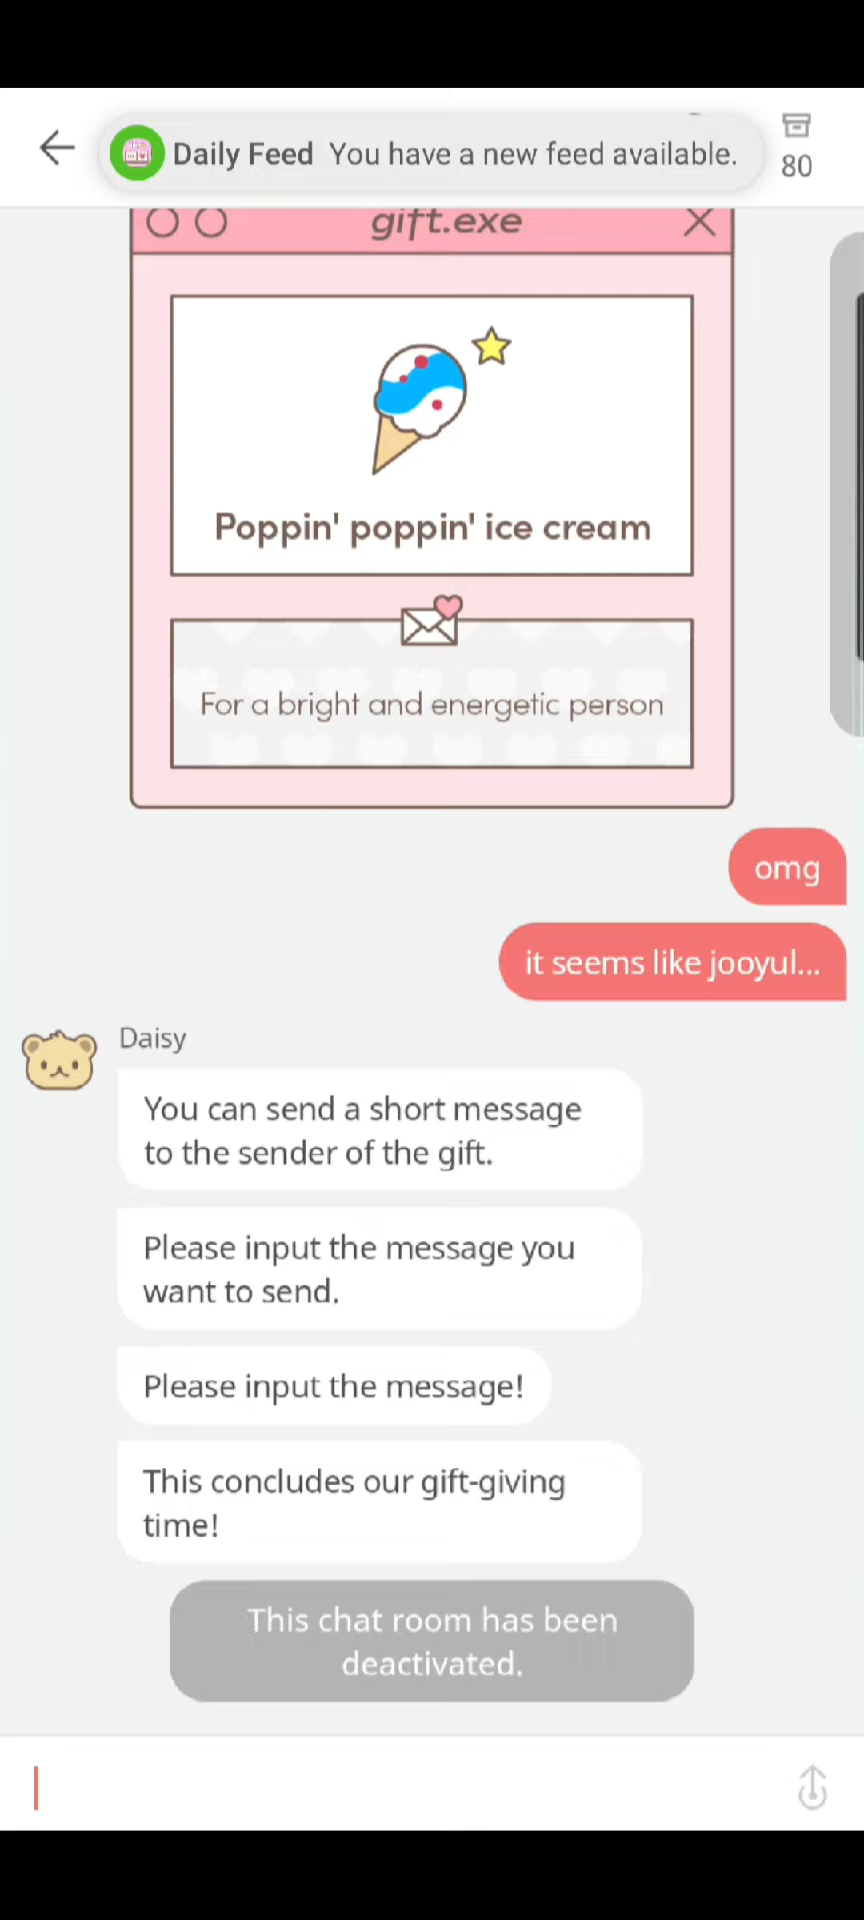 Daily Feed You have a new feed available.
80
gift.exe
Poppin' poppin' ice cream
For a bright and energetic person
omg
it seems like jooyul...
Daisy
You can send a short message
to the sender of the gift.
Please input the message you
want to send.
Please input the message!
This concludes our gift-giving
time!
This chat room has been
deactivated.